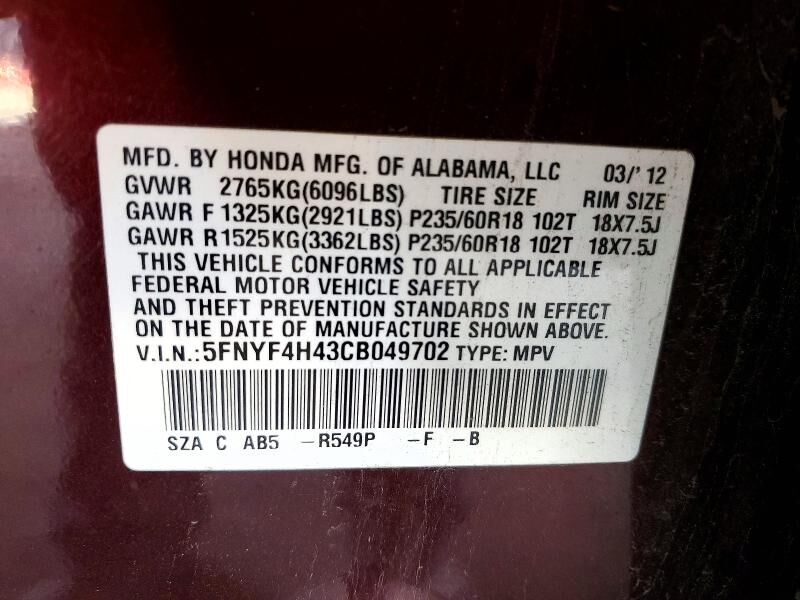 MFD. BY HONDA MFG. OF ALABAMA, LLC 03/' 12
GVWR 2765KG(6096LBS) TIRE SIZE RIM SIZE
GAWR F 1325KG(2921LBS) P235/60R18 102T 18X7.5J
GAWR R 1525KG(3362LBS) P235/60R18 102T 18X7.5J
THIS VEHICLE CONFORMS TO ALL APPLICABLE
FEDERAL MOTOR VEHICLE SAFETY
AND THEFT PREVENTION STANDARDS IN EFFECT
ON THE DATE OF MANUFACTURE SHOWN ABOVE.
V.I.N.:5FNYF4H43CB049702 TYPE: MPV
SZA C AB5 -R549P -F -B